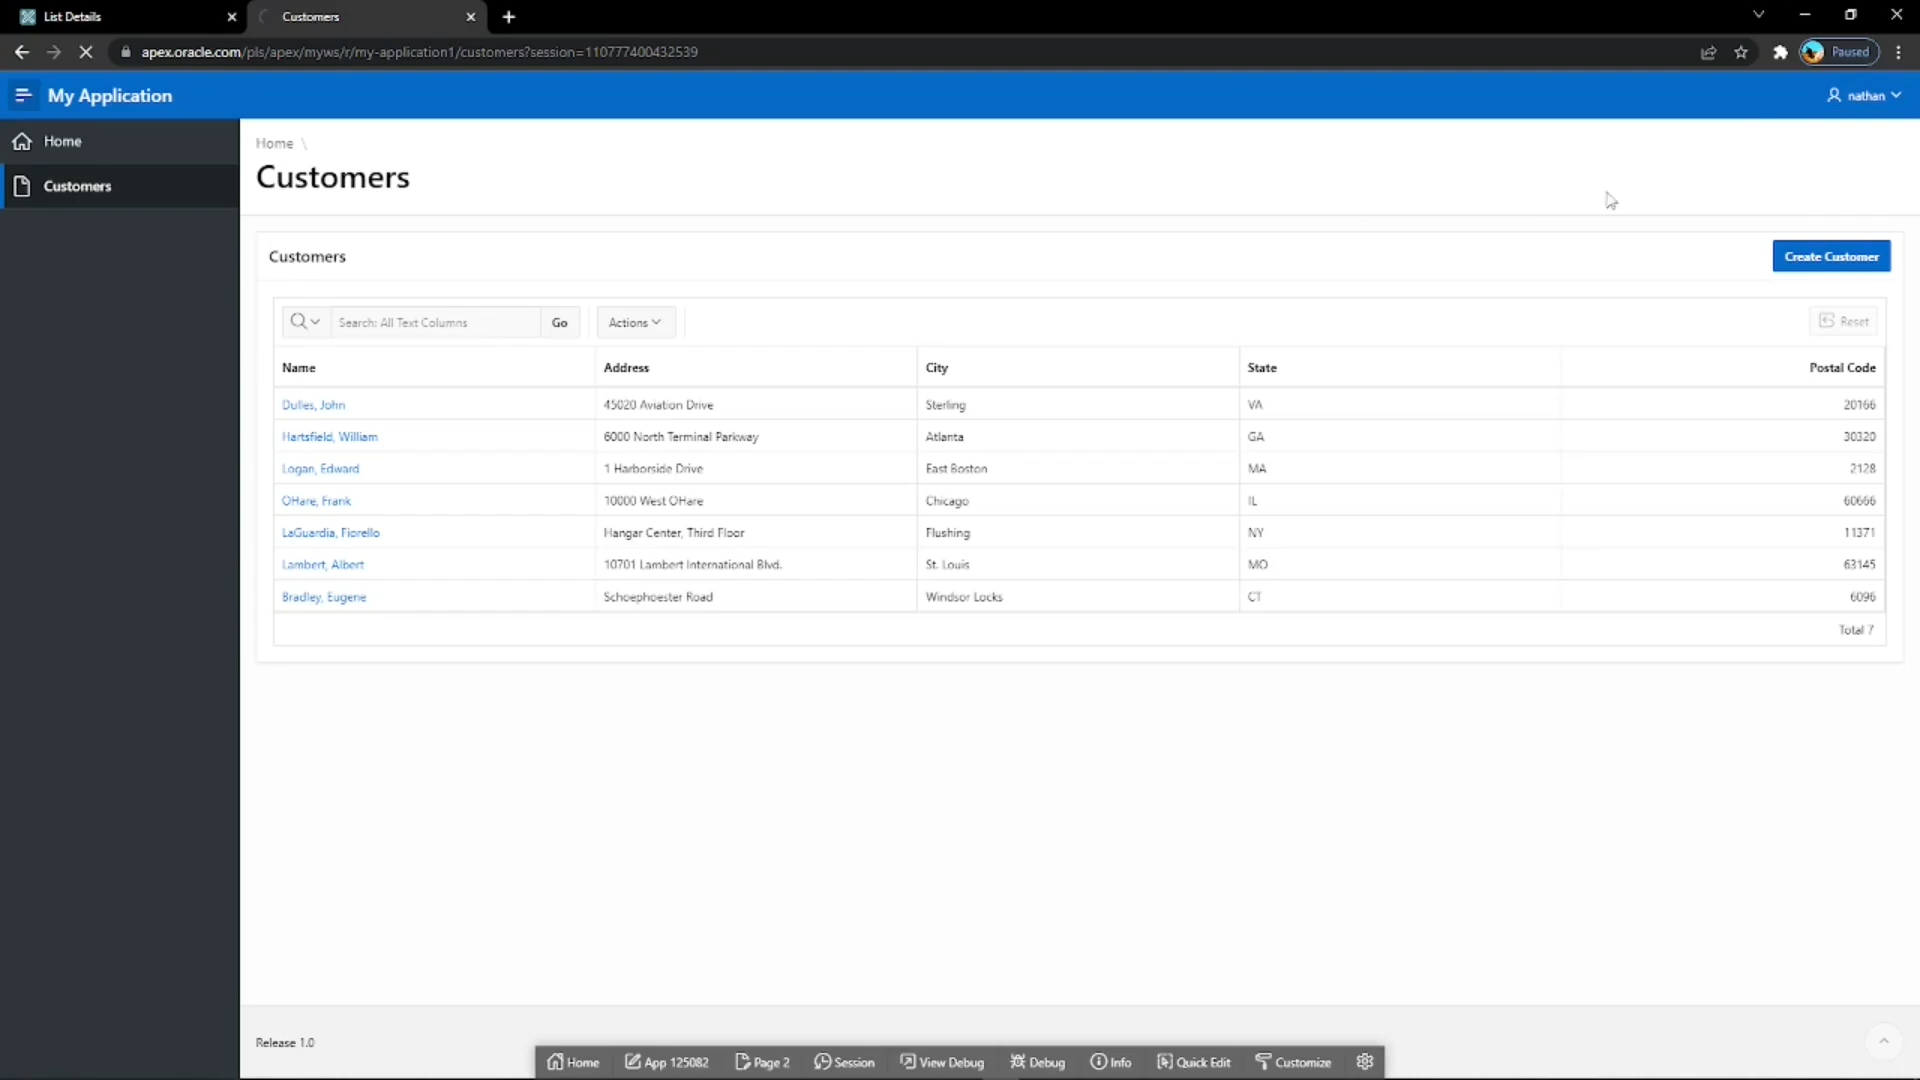 List Details
Customers
apex.oracle.com/pls/apex/myws/r/my-application1/customers?session=110777400432539
Paused
My Application
nathan
Home
Customers
Home \
Customers
Customers
Create Customer
Search: All Text Columns
Go
Actions
Reset
Name Address City State Postal Code
Dulles, John 45020 Aviation Drive Sterling VA 20166
Hartsfield, William 6000 North Terminal Parkway Atlanta GA 30320
Logan, Edward 1 Harborside Drive East Boston MA 2128
OHare, Frank 10000 West OHare Chicago IL 60666
LaGuardia, Fiorello Hangar Center, Third Floor Flushing NY 11371
Lambert, Albert 10701 Lambert International Blvd. St. Louis MO 63145
Bradley, Eugene Schoephoester Road Windsor Locks CT 6096
Total 7
Release 1.0
Home App 125082 Page 2 Session View Debug Debug Info Quick Edit Customize